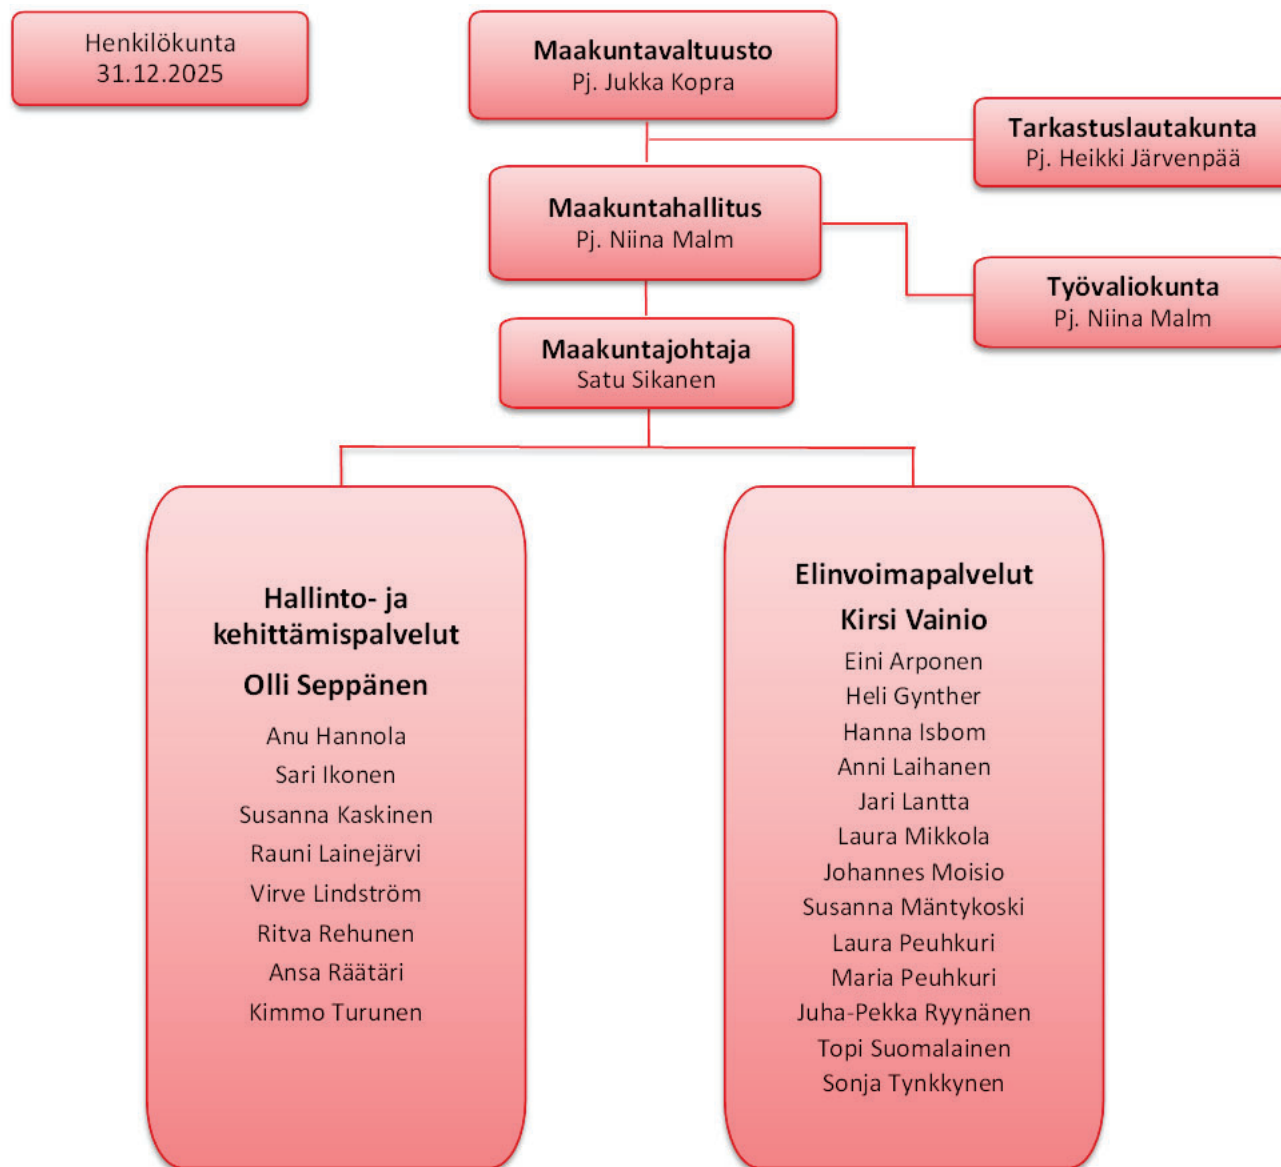 Henkilökunta
31.12.2025
Maakuntavaltuusto
Pj. Jukka Kopra
Tarkastuslautakunta
Pj. Heikki Järvenpää
Maakuntahallitus
Pj. Niina Malm
Työvaliokunta
Pj. Niina Malm
Maakuntajohtaja
Satu Sikanen
Hallinto- ja
kehittämispalvelut
Olli Seppänen
Anu Hannola
Sari Ikonen
Susanna Kaskinen
Rauni Lainejärvi
Virve Lindström
Ritva Rehunen
Ansa Räätäri
Kimmo Turunen
Elinvoimapalvelut
Kirsi Vainio
Eini Arponen
Heli Gynther
Hanna Isbom
Anni Laihanen
Jari Lantta
Laura Mikkola
Johannes Moisio
Susanna Mäntykoski
Laura Peuhkuri
Maria Peuhkuri
Juha-Pekka Ryynänen
Topi Suomalainen
Sonja Tynkkynen